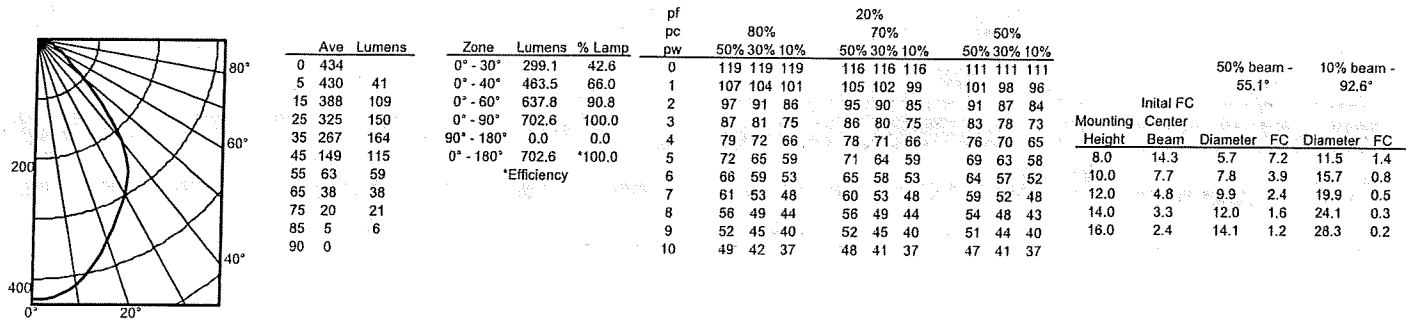 200
400
0°
20°
40°
60°
80°
Ave Lumens
0 434
5 430 41
15 388 109
25 325 150
35 267 164
45 149 115
55 63 59
65 38 38
75 20 21
85 5 6
90 0
Zone Lumens % Lamp
0° - 30° 299.1 42.6
0° - 40° 463.5 66.0
0° - 60° 637.8 90.8
0° - 90° 702.6 100.0
90° - 180° 0.0 0.0
0° - 180° 702.6 *100.0
*Efficiency
pf 20%
pc 80% 70% 50%
pw 50% 30% 10% 50% 30% 10% 50% 30% 10%
0 119 119 119 116 116 116 111 111 111
1 107 104 101 105 102 99 101 98 96
2 97 91 86 95 90 85 91 87 84
3 87 81 75 86 80 75 83 78 73
4 79 72 66 78 71 66 76 70 65
5 72 65 59 71 64 59 69 63 58
6 66 59 53 65 58 53 64 57 52
7 61 53 48 60 53 48 59 52 48
8 56 49 44 56 49 44 54 48 43
9 52 45 40 52 45 40 51 44 40
10 49 42 37 48 41 37 47 41 37
50% beam - 10% beam -
55.1° 92.6°
Inital FC
Mounting Center
Height Beam Diameter FC Diameter FC
8.0 14.3 5.7 7.2 11.5 1.4
10.0 7.7 7.8 3.9 15.7 0.8
12.0 4.8 9.9 2.4 19.9 0.5
14.0 3.3 12.0 1.6 24.1 0.3
16.0 2.4 14.1 1.2 28.3 0.2